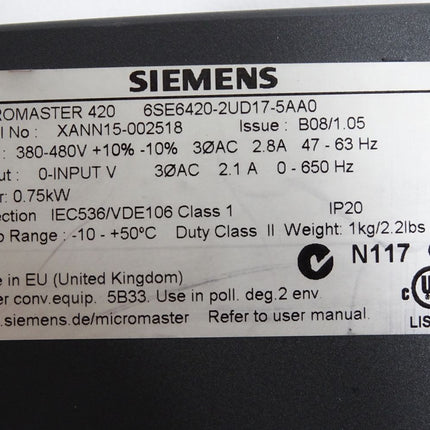 SIEMENS
ROMASTER 420 6SE6420-2UD17-5AA0
l No : XANN15-002518 Issue : B08/1.05
: 380-480V +10% -10% 3ØAC 2.8A 47 - 63 Hz
: 0-INPUT V 3ØAC 2.1 A 0 - 650 Hz
r: 0.75kW
ection IEC536/VDE106 Class 1 IP20
p Range : -10 - +50°C Duty Class II Weight: 1kg/2.2lbs
e in EU (United Kingdom)
N117
er conv.equip. 5B33. Use in poll. deg.2 env.
c UL
.siemens.de/micromaster Refer to user manual.
LIS